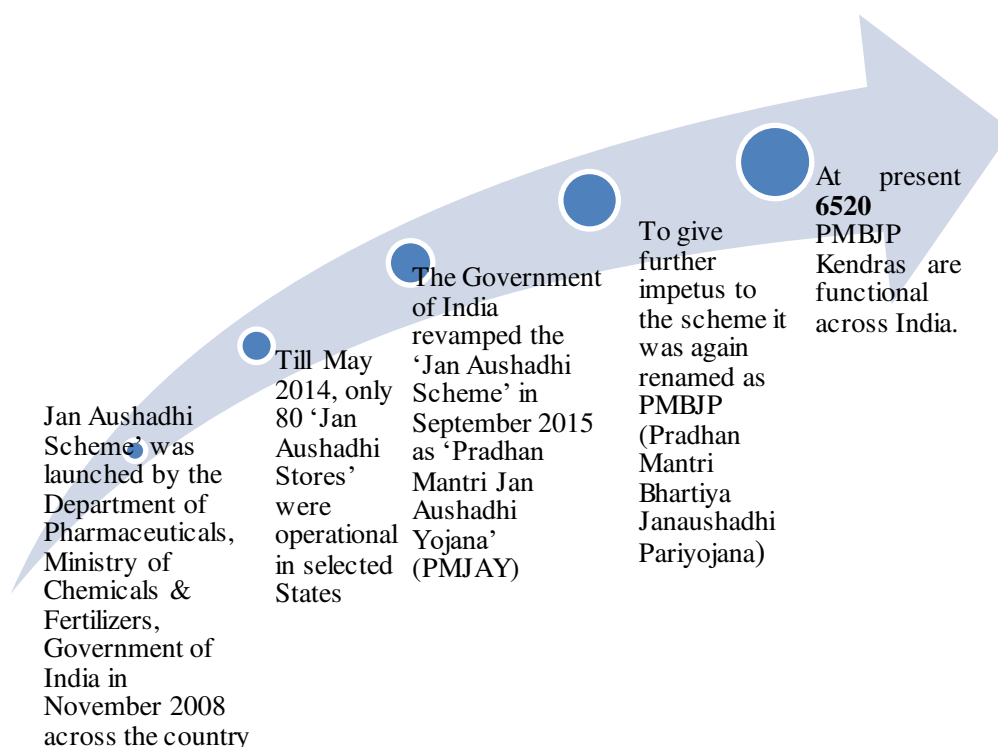 Jan Aushadhi
Scheme’ was
launched by the
Department of
Pharmaceuticals,
Ministry of
Chemicals &
Fertilizers,
Government of
India in
November 2008
across the country
Till May
2014, only
80 ‘Jan
Aushadhi
Stores’
were
operational
in selected
States
The Government
of India
revamped the
‘Jan Aushadhi
Scheme’ in
September 2015
as ‘Pradhan
Mantri Jan
Aushadhi
Yojana’
(PMJAY)
To give
further
impetus to
the scheme it
was again
renamed as
PMBJP
(Pradhan
Mantri
Bhartiya
Janaushadhi
Pariyojana)
At present
6520
PMBJP
Kendras are
functional
across India.